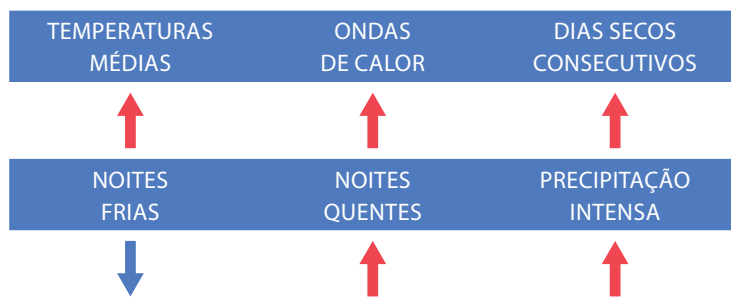 TEMPERATURAS
MÉDIAS
ONDAS
DE CALOR
DIAS SECOS
CONSECUTIVOS
NOITES
FRIAS
NOITES
QUENTES
PRECIPITAÇÃO
INTENSA